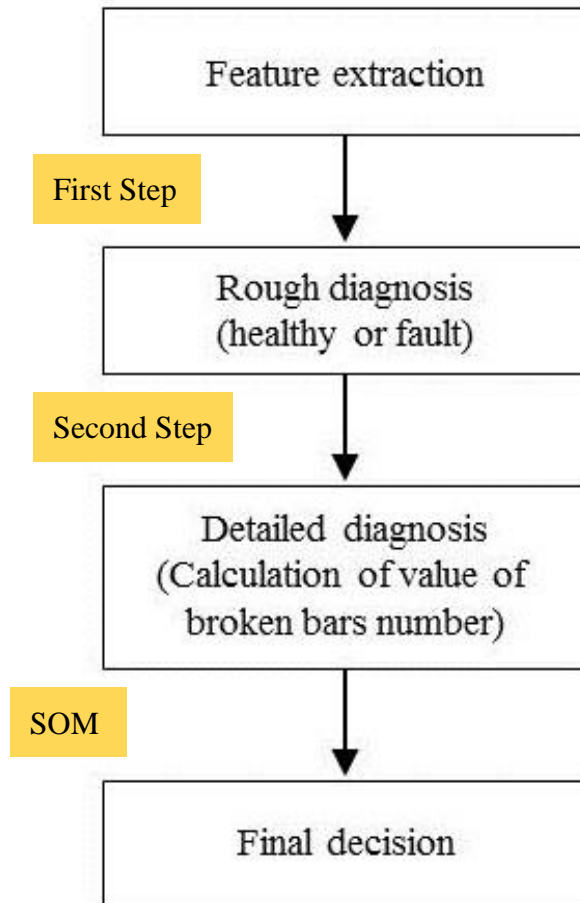 Feature extraction
First Step
Rough diagnosis
(healthy or fault)
Second Step
Detailed diagnosis
(Calculation of value of
broken bars number)
SOM
Final decision